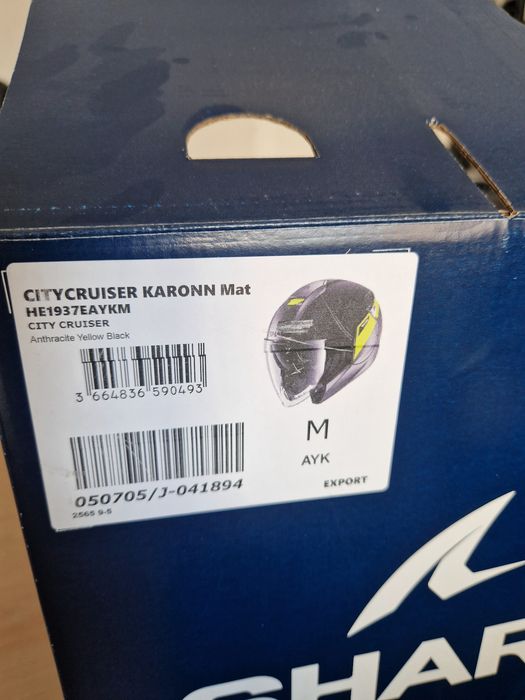 CITYCRUISER KARONN Mat
HE1937EAYKM
CITY CRUISER
Anthracite Yellow Black
3 664836 590493
M
AYK
050705/J-041894
2565 9-5
EXPORT
SHAR